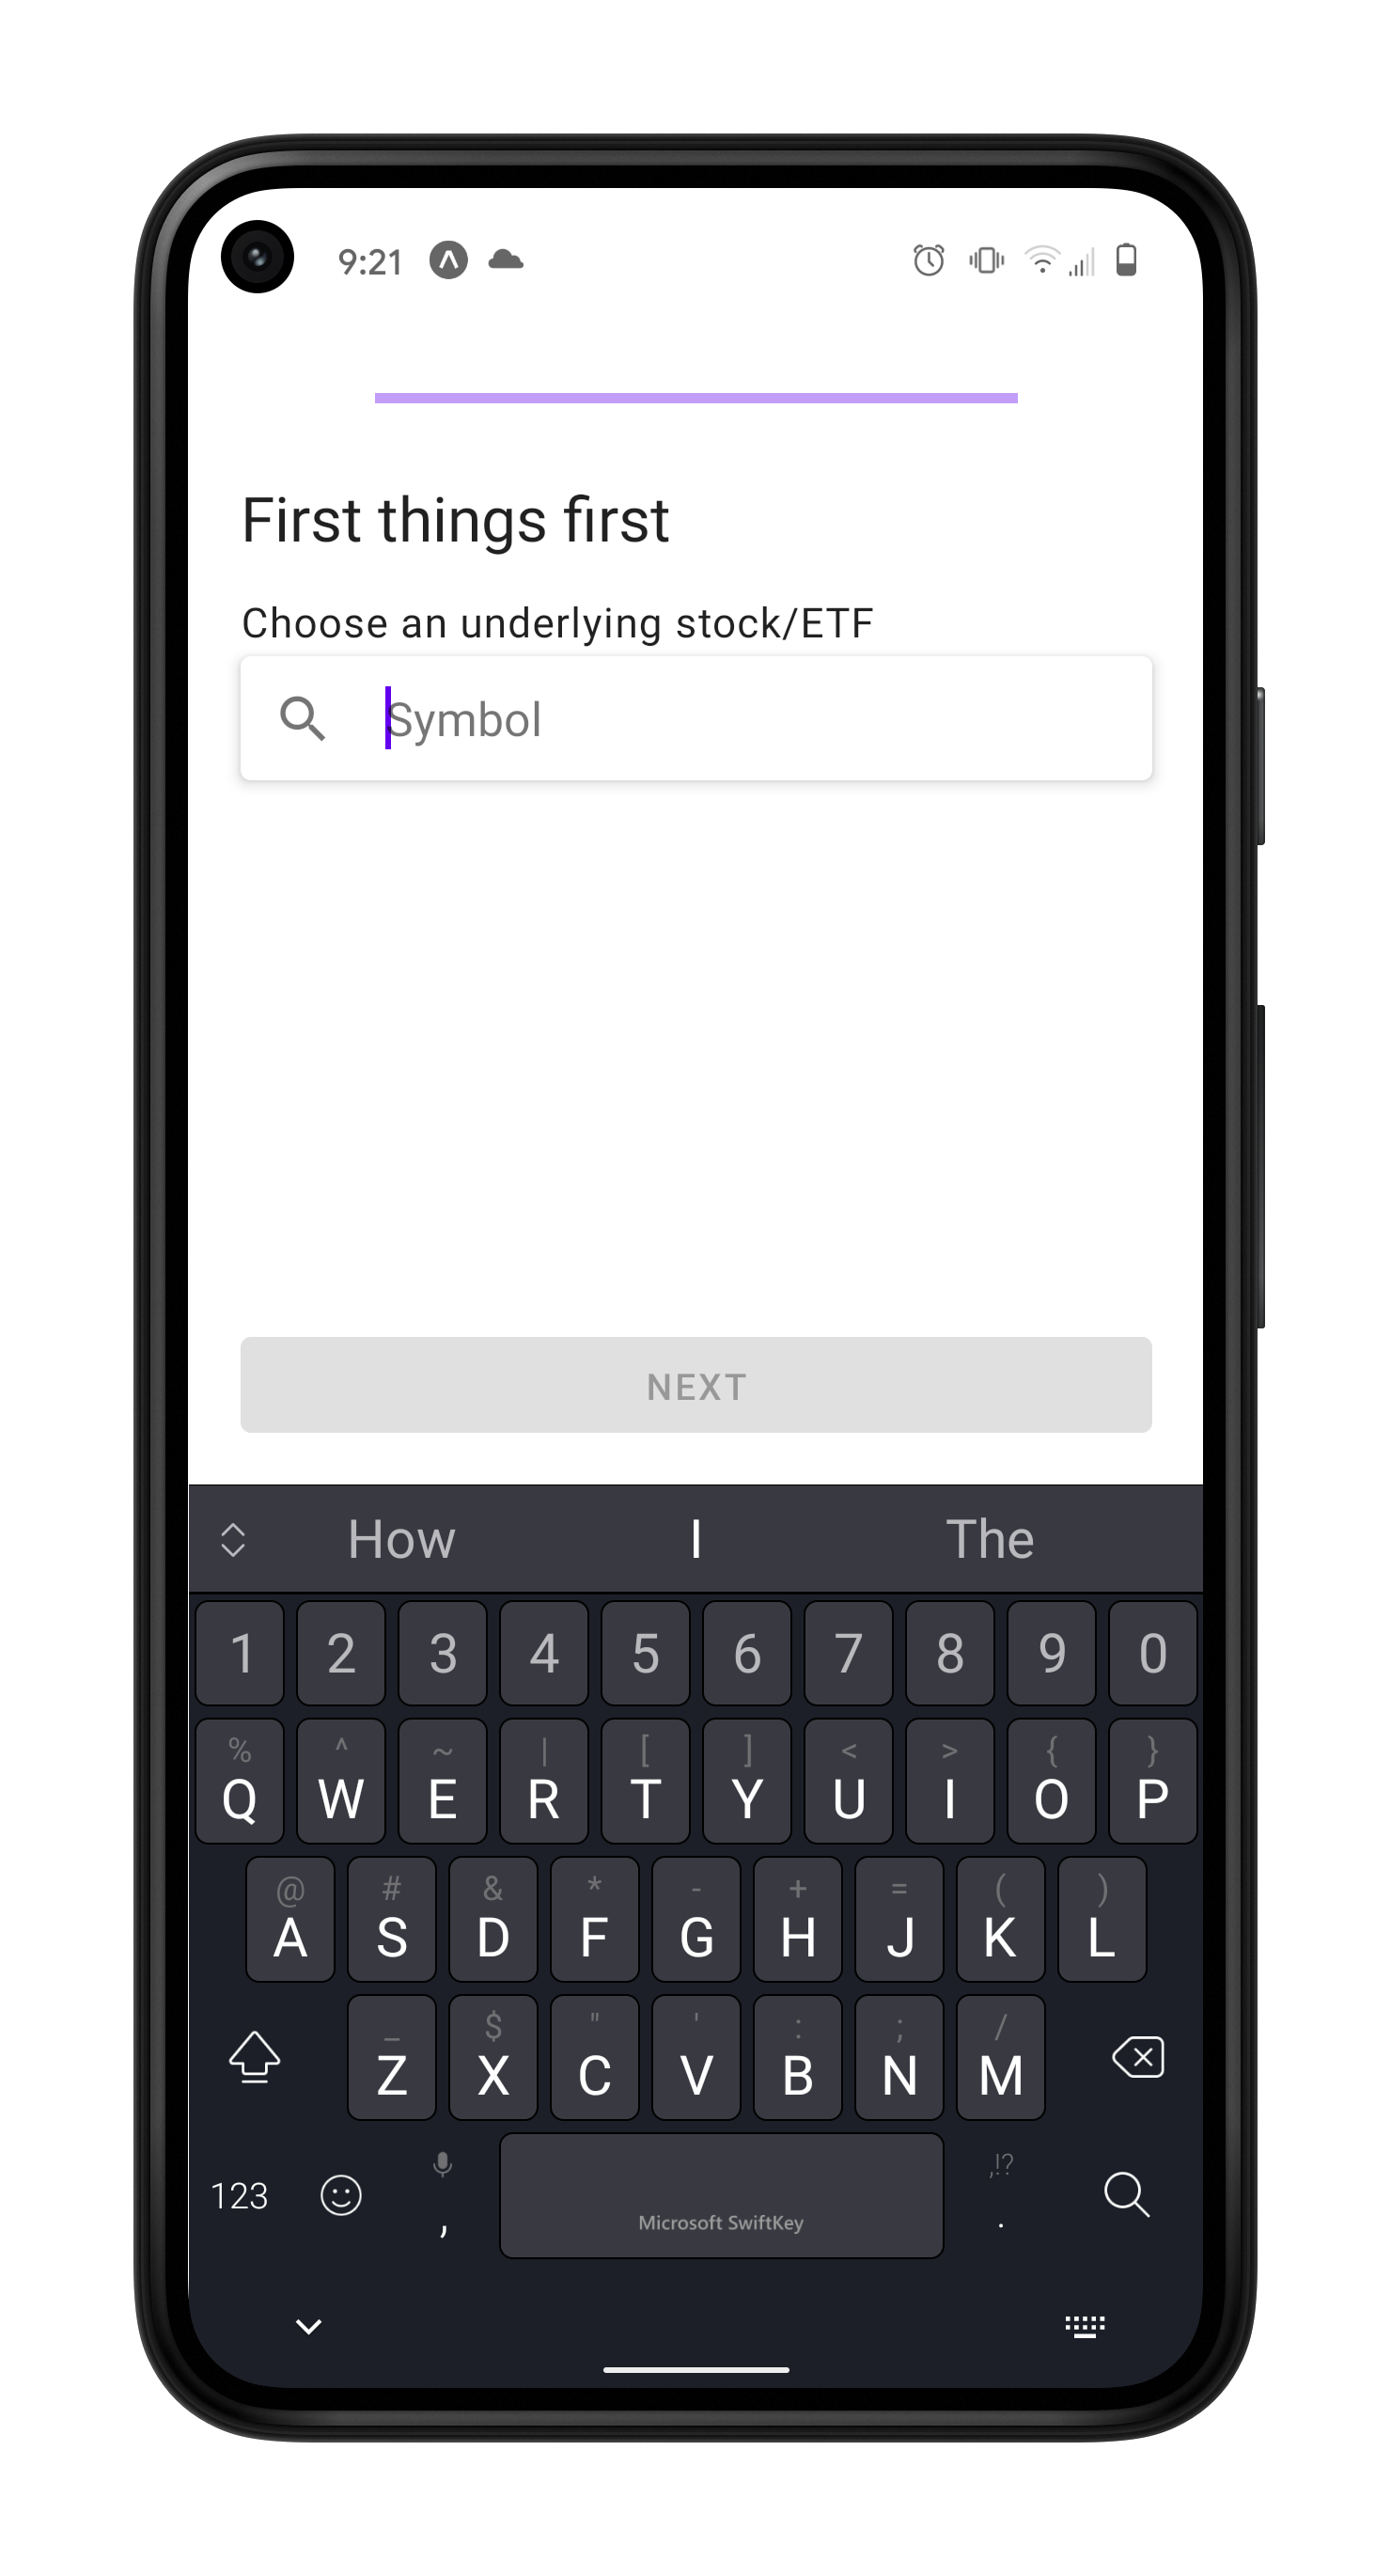 9:21
First things first
Choose an underlying stock/ETF
Symbol
NEXT
How I The
1 2 3 4 5 6 7 8 9 0
% ^ ~ | [ ] < > { }
Q W E R T Y U I O P
@ # & * - + = ( )
A S D F G H J K L
_ $ " ' : ; /
Z X C V B N M
,!?
123 , .
Microsoft SwiftKey